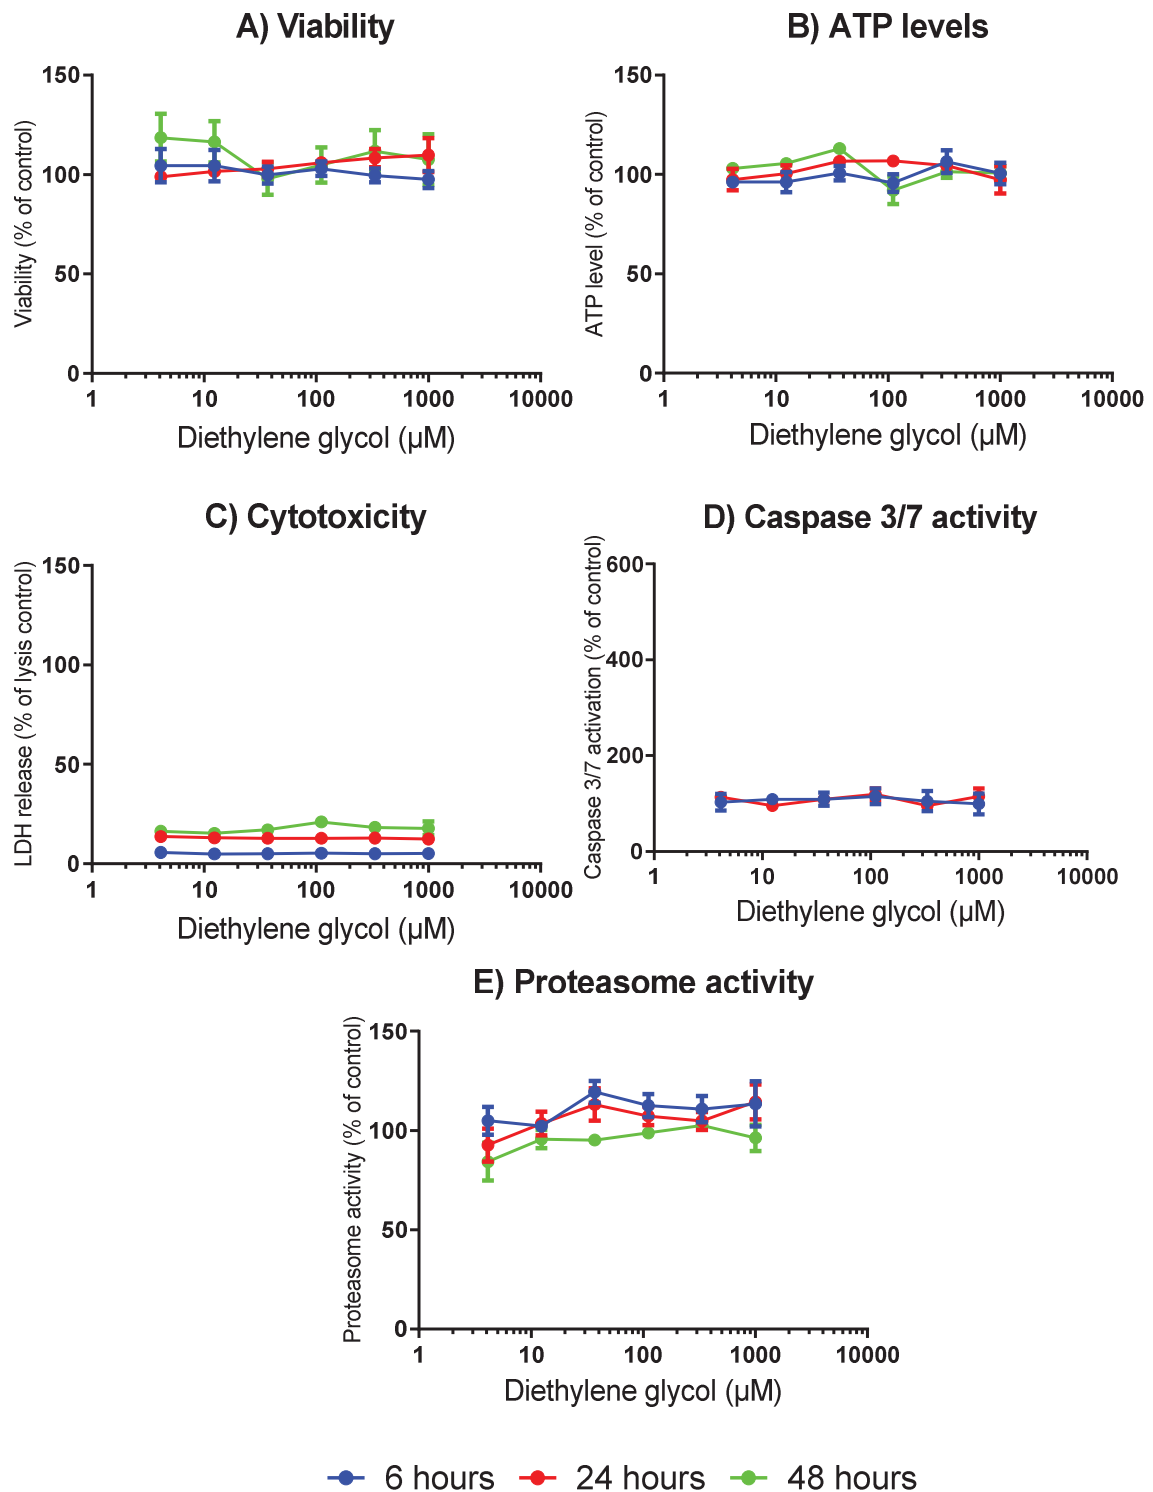 A) Viability
Viability (% of control)
150
100
50
0
1 10 100 1000 10000
Diethylene glycol (µM)
B) ATP levels
ATP level (% of control)
150
100
50
0
1 10 100 1000 10000
Diethylene glycol (µM)
C) Cytotoxicity
LDH release (% of lysis control)
150
100
50
0
1 10 100 1000 10000
Diethylene glycol (µM)
D) Caspase 3/7 activity
Caspase 3/7 activation (% of control)
600
400
200
0
1 10 100 1000 10000
Diethylene glycol (µM)
E) Proteasome activity
Proteasome activity (% of control)
150
100
50
0
1 10 100 1000 10000
Diethylene glycol (µM)
6 hours 24 hours 48 hours